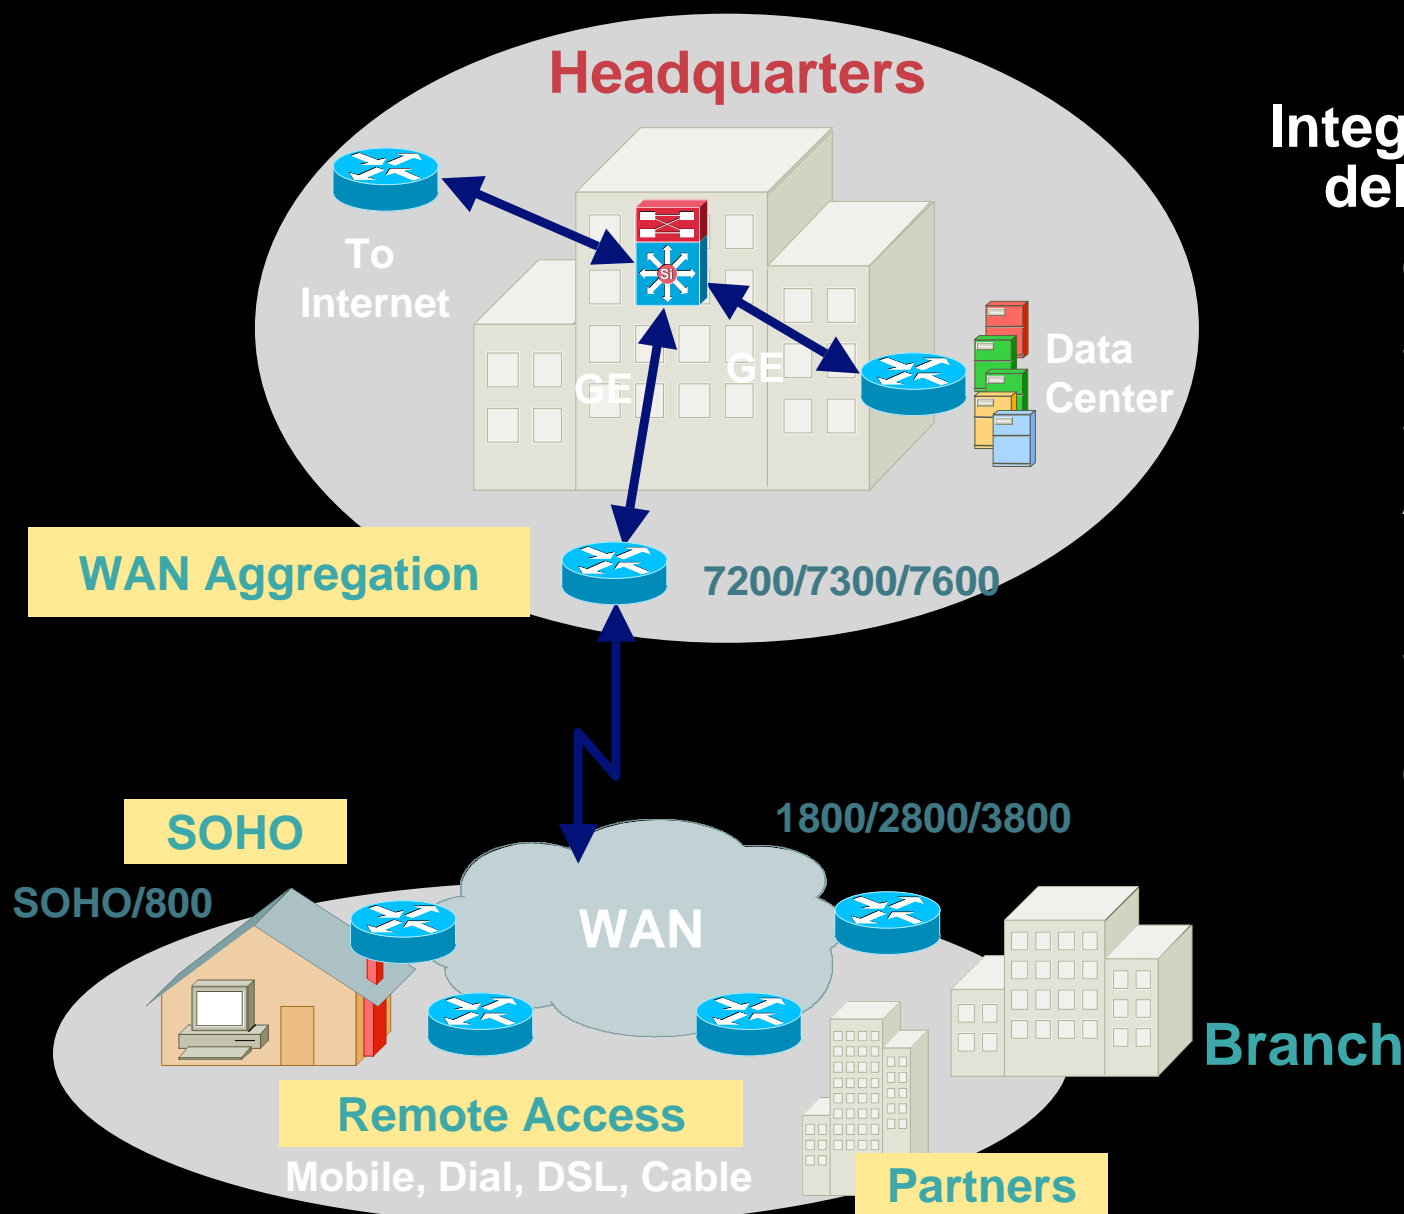 Headquarters
To
Internet
Si
GE
GE
Data
Center
WAN Aggregation
7200/7300/7600
SOHO
1800/2800/3800
SOHO/800
WAN
Branch
Remote Access
Mobile, Dial, DSL, Cable
Partners